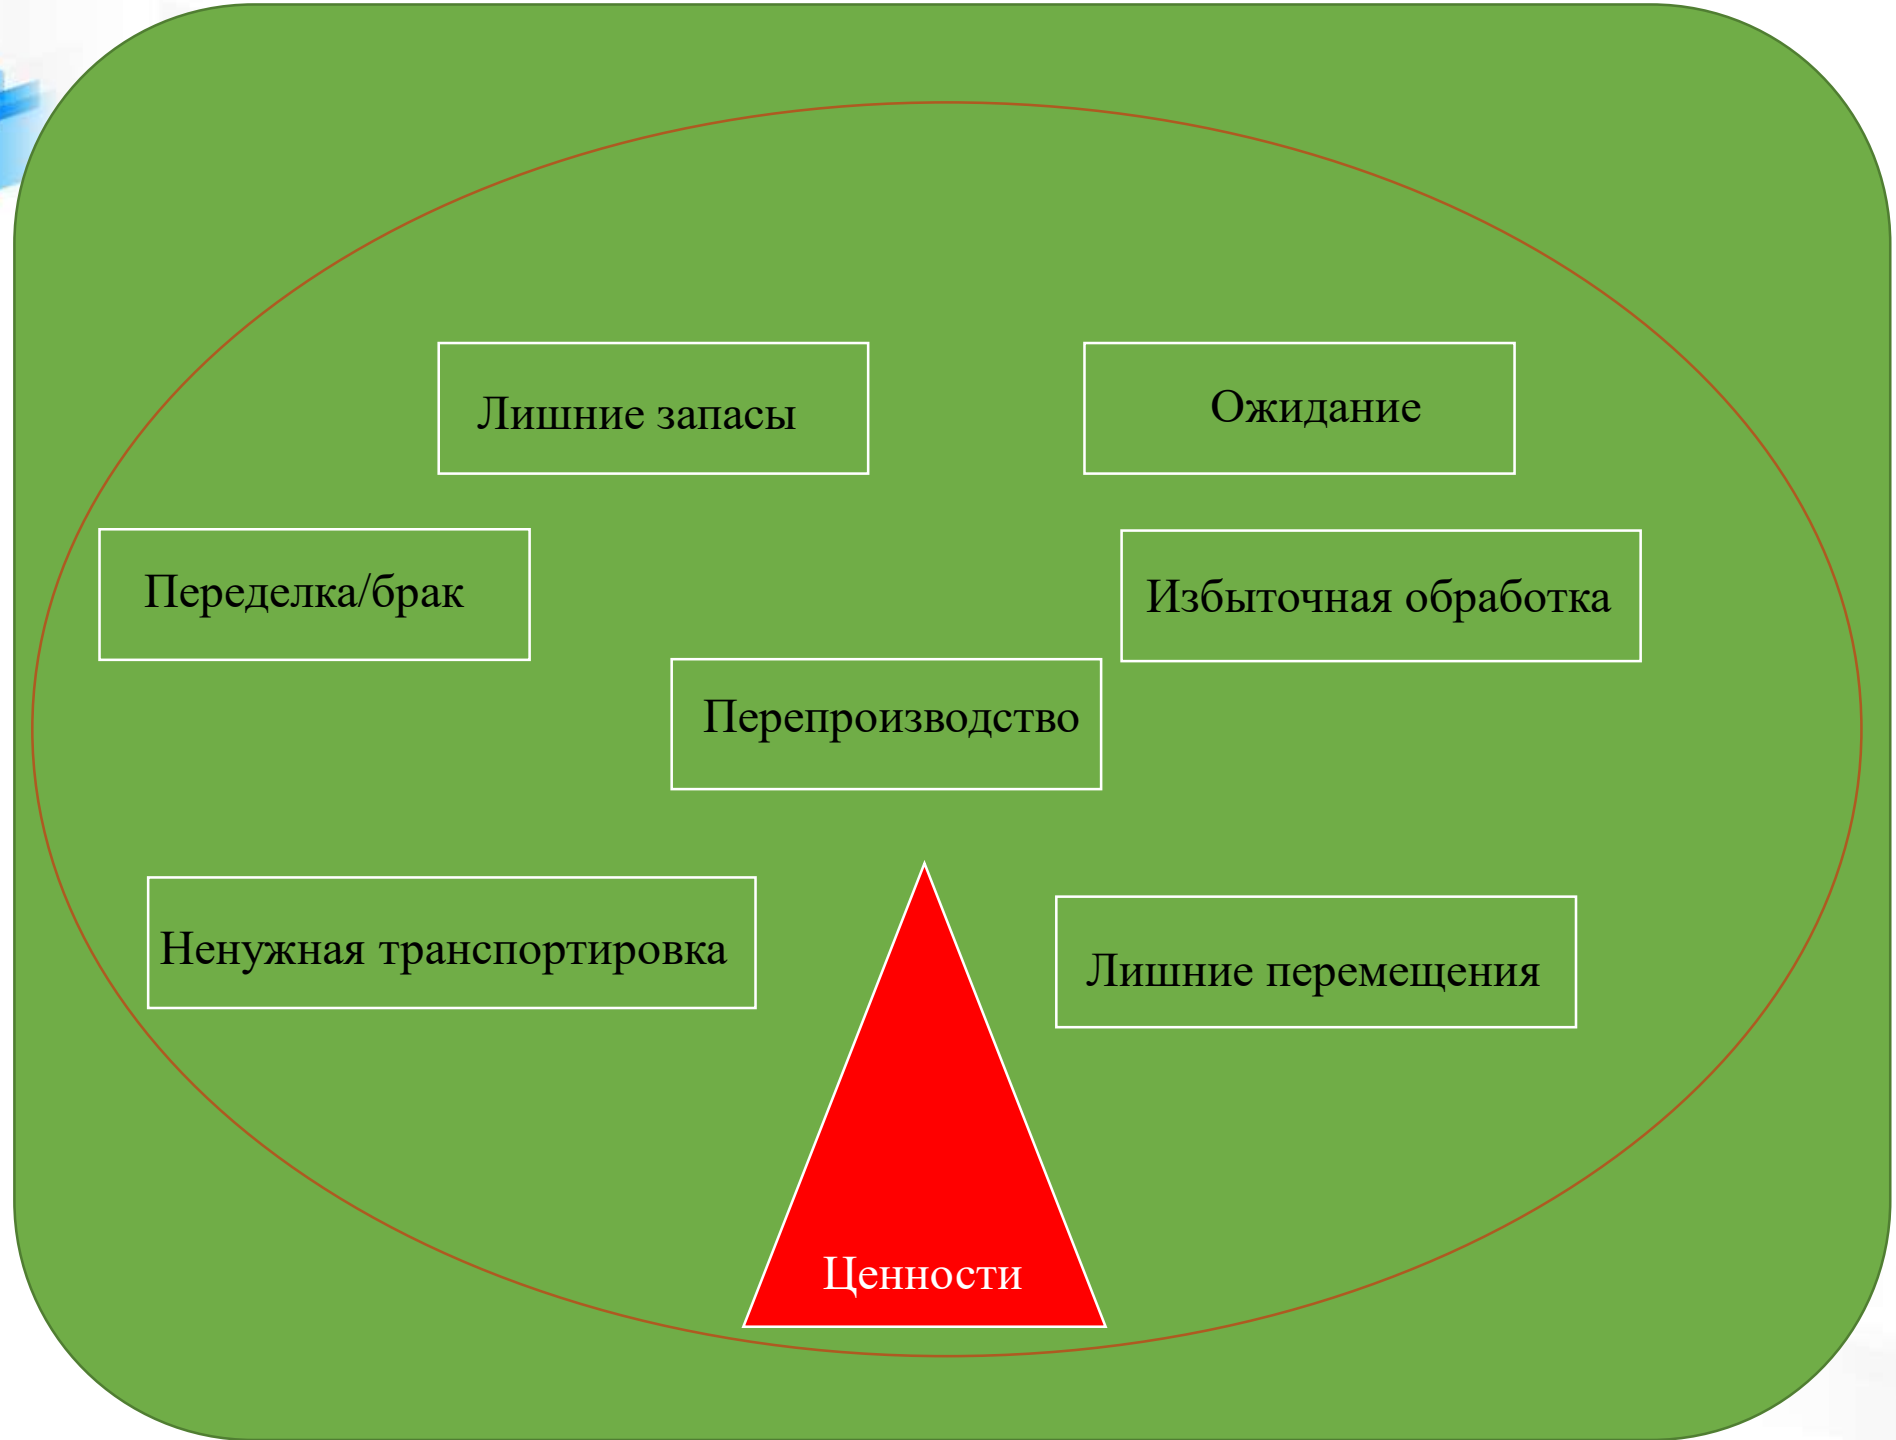 Лишние запасы
Ожидание
Переделка/брак
Избыточная обработка
Перепроизводство
Ненужная транспортировка
Лишние перемещения
Ценности